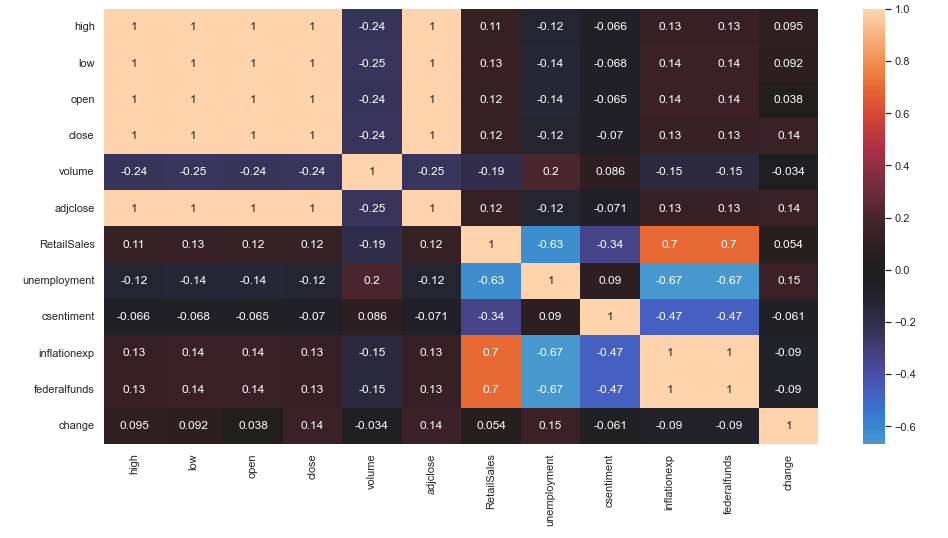 high 1 1 1 1 -0.24 1 0.11 -0.12 -0.066 0.13 0.13 0.095
low 1 1 1 1 -0.25 1 0.13 -0.14 -0.068 0.14 0.14 0.092
open 1 1 1 1 -0.24 1 0.12 -0.14 -0.065 0.14 0.14 0.038
close 1 1 1 1 -0.24 1 0.12 -0.12 -0.07 0.13 0.13 0.14
volume -0.24 -0.25 -0.24 -0.24 1 -0.25 -0.19 0.2 0.086 -0.15 -0.15 -0.034
adjclose 1 1 1 1 -0.25 1 0.12 -0.12 -0.071 0.13 0.13 0.14
RetailSales 0.11 0.13 0.12 0.12 -0.19 0.12 1 -0.63 -0.34 0.7 0.7 0.054
unemployment -0.12 -0.14 -0.14 -0.12 0.2 -0.12 -0.63 1 0.09 -0.67 -0.67 0.15
csentiment -0.066 -0.068 -0.065 -0.07 0.086 -0.071 -0.34 0.09 1 -0.47 -0.47 -0.061
inflationexp 0.13 0.14 0.14 0.13 -0.15 0.13 0.7 -0.67 -0.47 1 1 -0.09
federalfunds 0.13 0.14 0.14 0.13 -0.15 0.13 0.7 -0.67 -0.47 1 1 -0.09
change 0.095 0.092 0.038 0.14 -0.034 0.14 0.054 0.15 -0.061 -0.09 -0.09 1
high low open close volume adjclose RetailSales unemployment csentiment inflationexp federalfunds change
1.0
0.8
0.6
0.4
0.2
0.0
-0.2
-0.4
-0.6